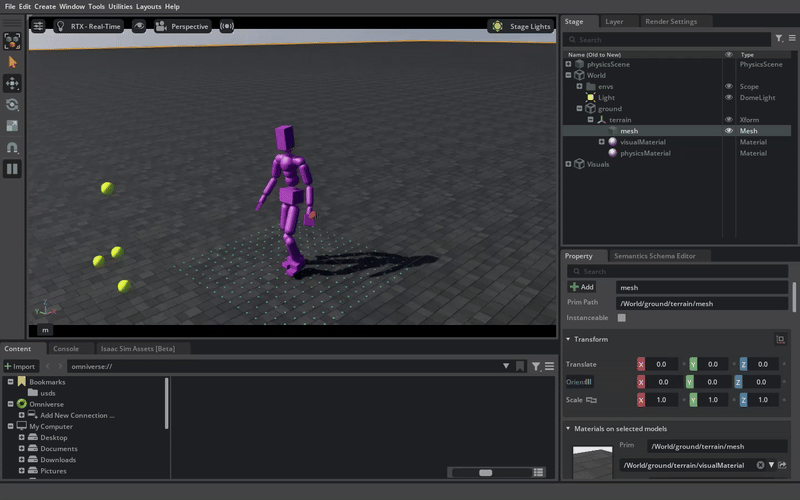 File Edit Create Window Tools Utilities Layouts Help
RTX - Real-Time
Perspective
Stage Lights
Z
Y
X
m
Stage
Layer
Render Settings
Search
Name (Old to New)
Type
physicsScene
PhysicsScene
World
envs
Scope
Light
DomeLight
ground
terrain
Xform
mesh
Mesh
visualMaterial
Material
physicsMaterial
Material
Visuals
Property
Semantics Schema Editor
Search
Add
mesh
Prim Path
/World/ground/terrain/mesh
Instanceable
Transform
Translate
X 0.0 Y 0.0 Z 0.0
Orient
X 0.0 Y 0.0 Z 0.0
Scale
X 1.0 Y 1.0 Z 1.0
Materials on selected models
Prim
/World/ground/terrain/mesh
/World/ground/terrain/visualMaterial
Content
Console
Isaac Sim Assets [Beta]
Import
omniverse://
Bookmarks
usds
Omniverse
Add New Connection ...
My Computer
Desktop
Documents
Downloads
Pictures